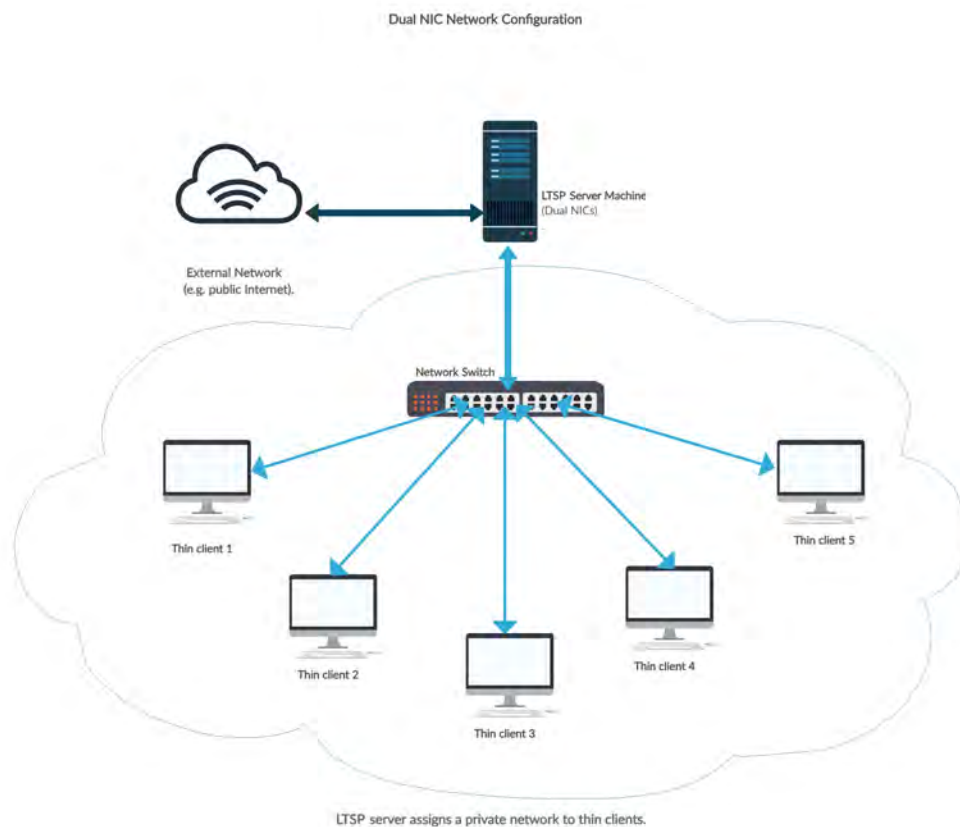 Dual NIC Network Configuration
LTSP Server Machine
(Dual NICs)
External Network
(e.g. public Internet).
Network Switch
Thin client 1
Thin client 5
Thin client 2
Thin client 4
Thin client 3
LTSP server assigns a private network to thin clients.